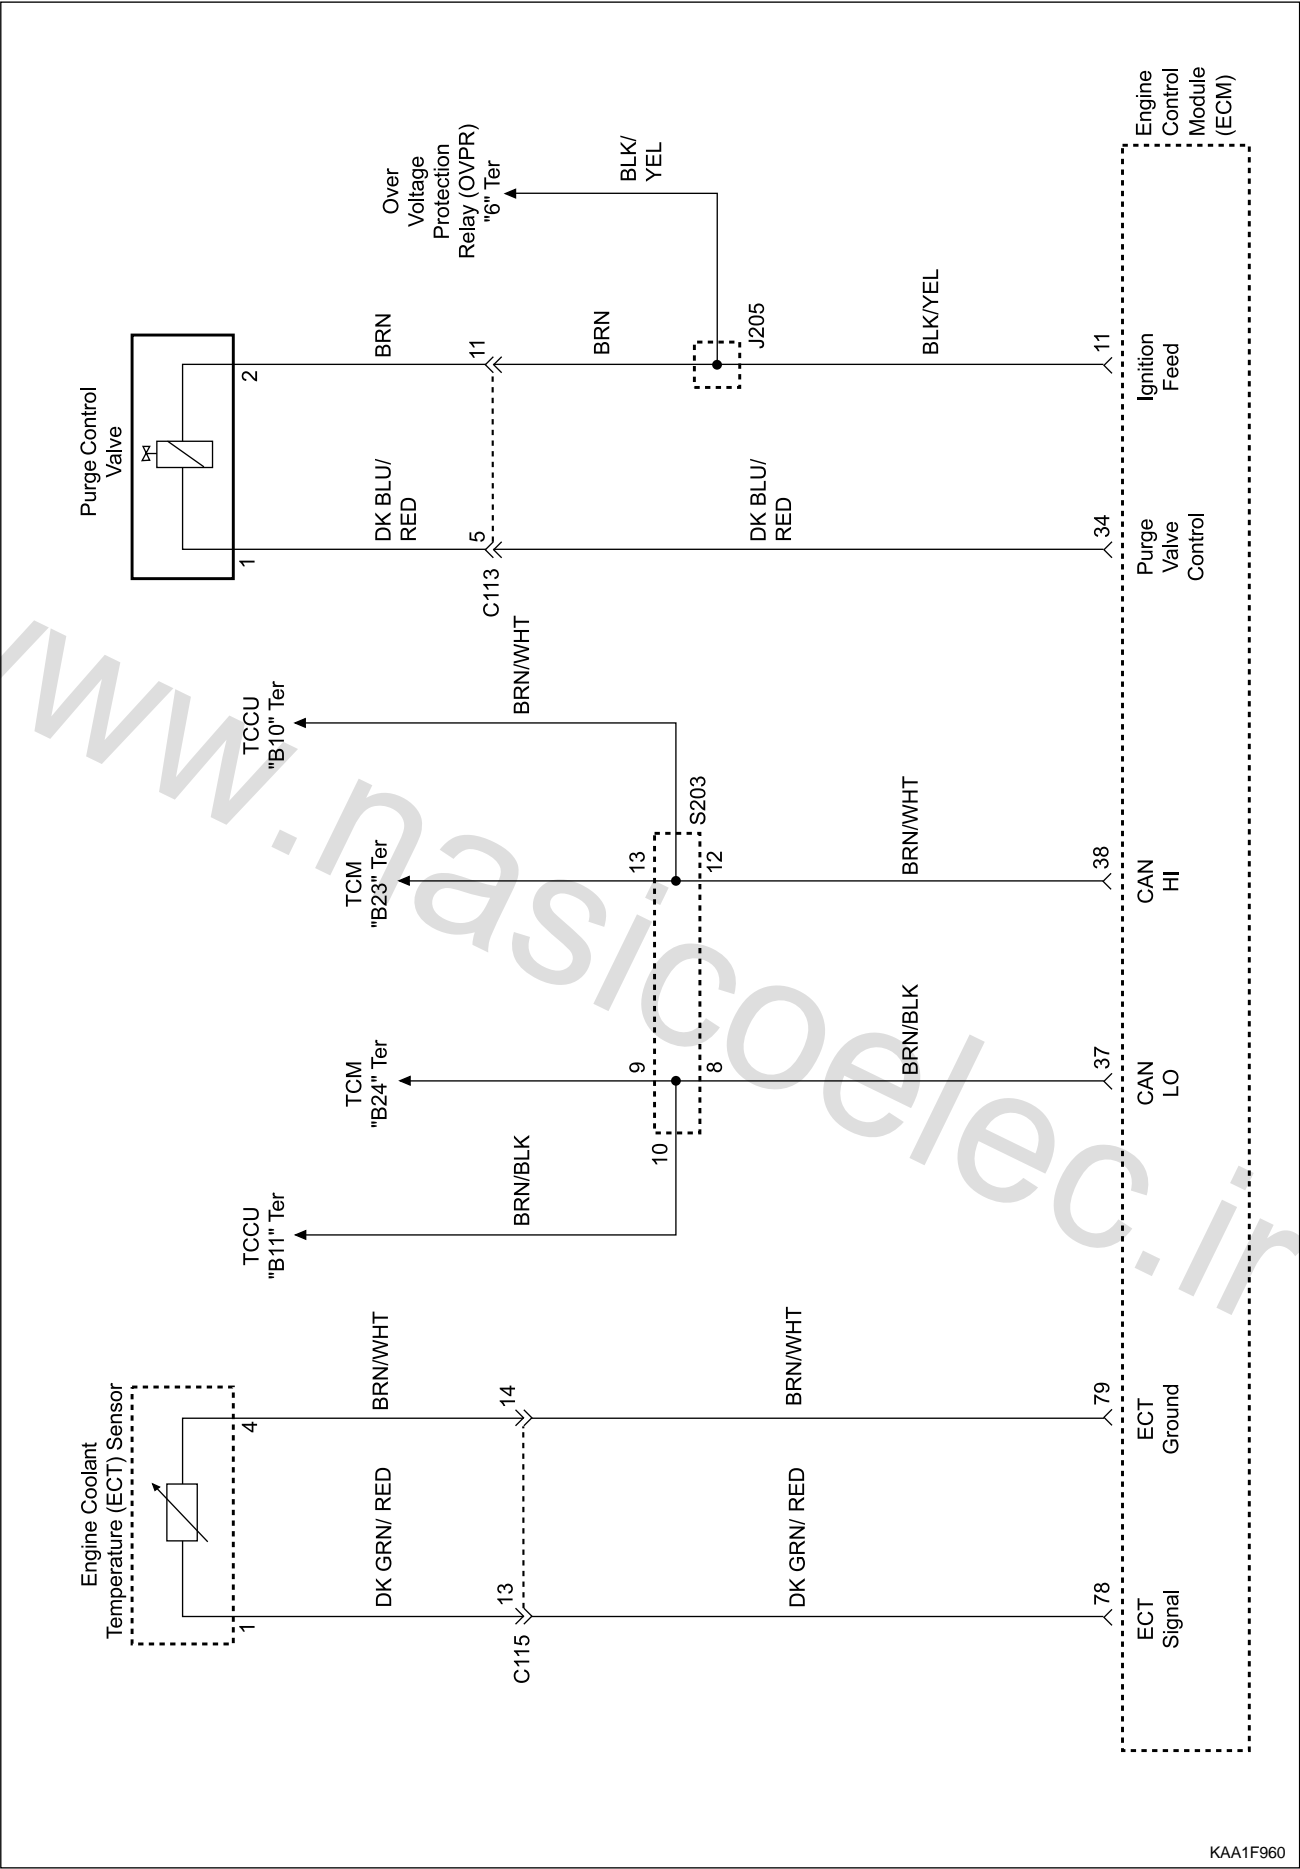 Engine Coolant
Temperature (ECT) Sensor
1
4
DK GRN/ RED
BRN/WHT
C115
13
14
DK GRN/ RED
BRN/WHT
78
79
ECT
Signal
ECT
Ground
TCCU
"B11" Ter
BRN/BLK
TCM
"B24" Ter
10
9
8
BRN/BLK
37
CAN
LO
TCM
"B23" Ter
TCCU
"B10" Ter
BRN/WHT
13
12
S203
BRN/WHT
38
CAN
HI
Purge Control
Valve
1
2
DK BLU/
RED
BRN
C113
5
11
DK BLU/
RED
BRN
J205
Over
Voltage
Protection
Relay (OVPR)
"6" Ter
BLK/
YEL
BLK/YEL
34
11
Purge
Valve
Control
Ignition
Feed
Engine
Control
Module
(ECM)
KAA1F960
www.nasicoelec.ir